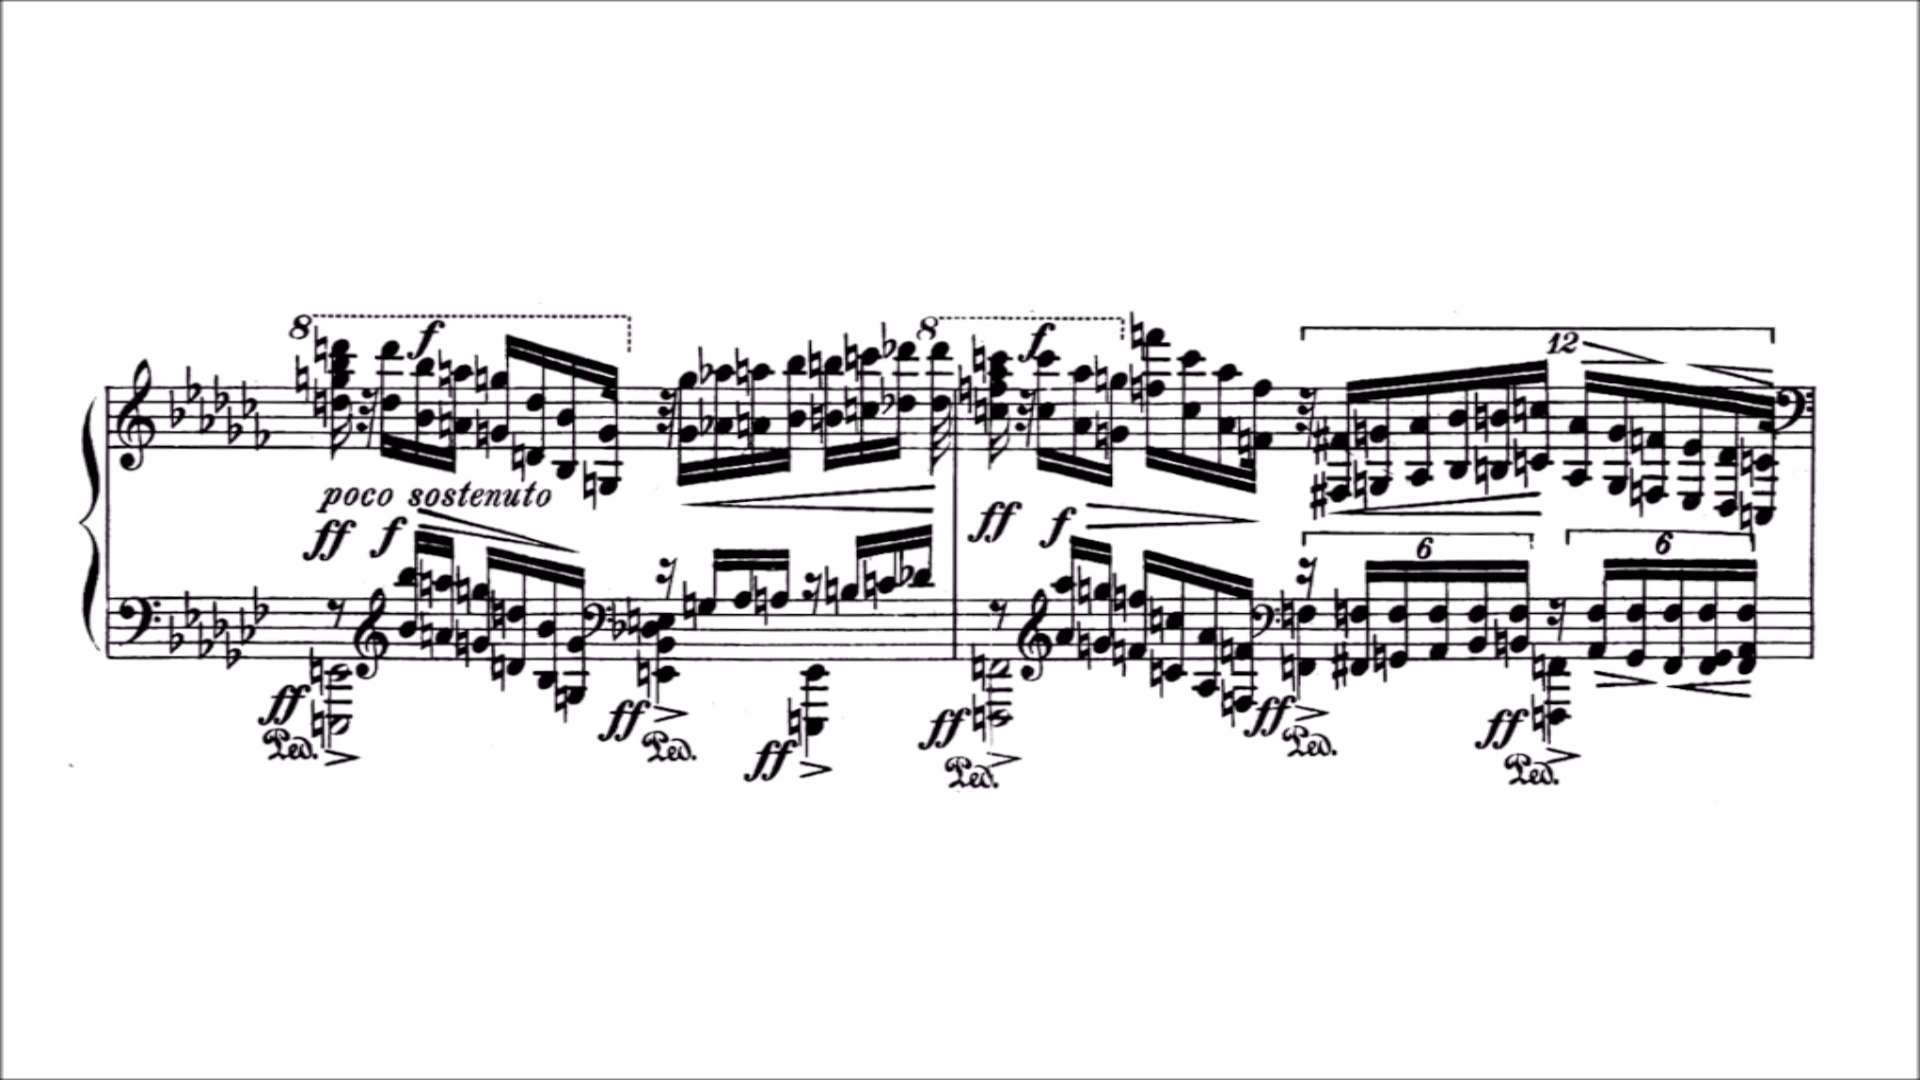 8 f 8 f 12
poco sostenuto
ff f ff f 6 6
ff ff ff ff ff ff
Ped. Ped. Ped. Ped. Ped.